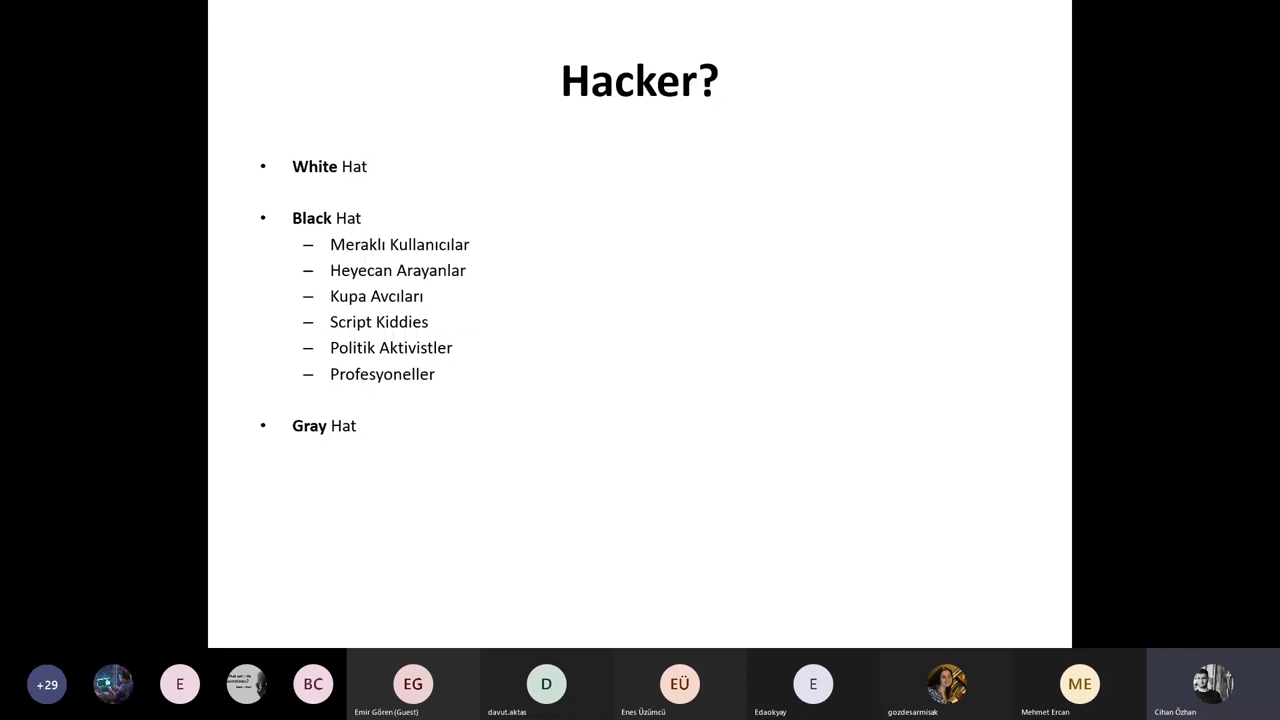 Hacker?
• White Hat
• Black Hat
– Meraklı Kullanıcılar
– Heyecan Arayanlar
– Kupa Avcıları
– Script Kiddies
– Politik Aktivistler
– Profesyoneller
• Gray Hat
+29
E
BC
EG
D
EÜ
E
ME
Emir Gören (Guest)
davut.aktas
Enes Üzümcü
Edaokyay
gozdesarmisak
Mehmet Ercan
Cihan Özhan